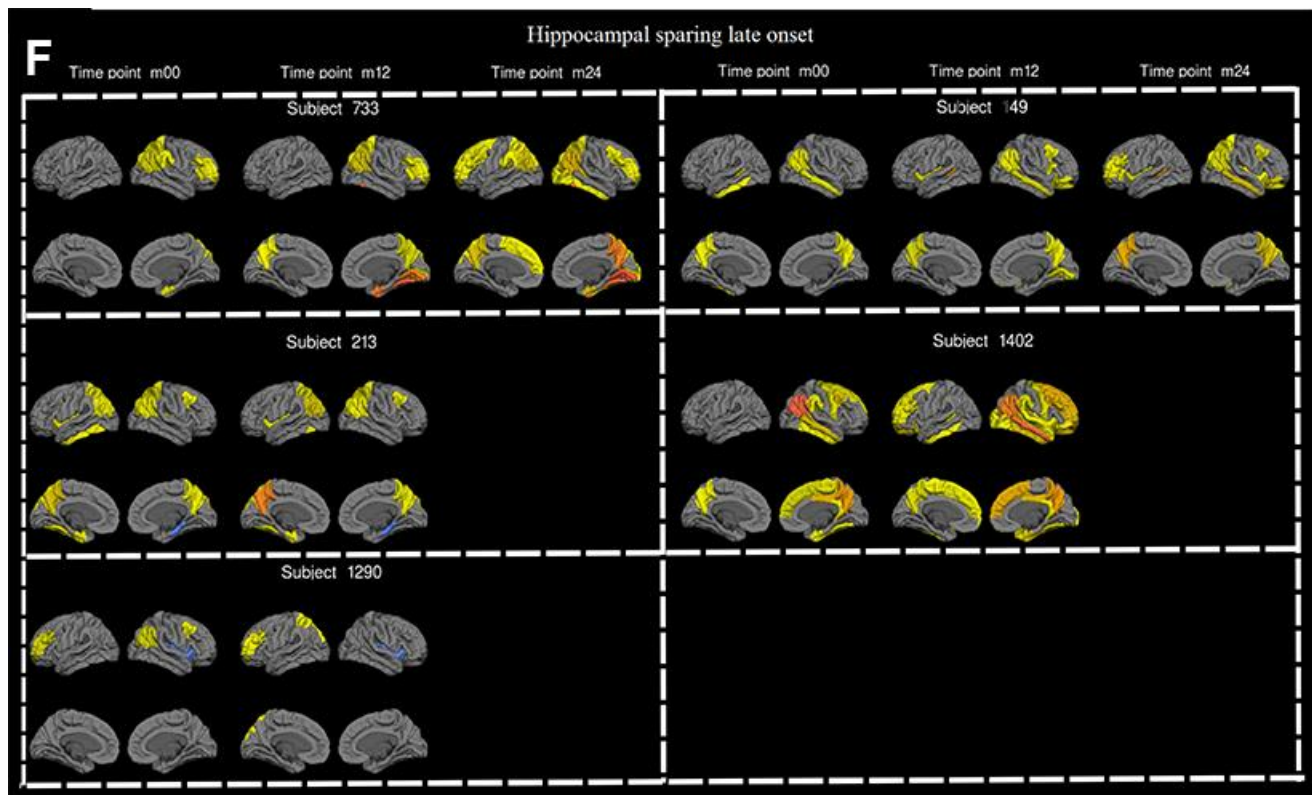 Hippocampal sparing late onset
F
Time point m00 Time point m12 Time point m24 Time point m00 Time point m12 Time point m24
Subject 733 Subject 149
Subject 213 Subject 1402
Subject 1290